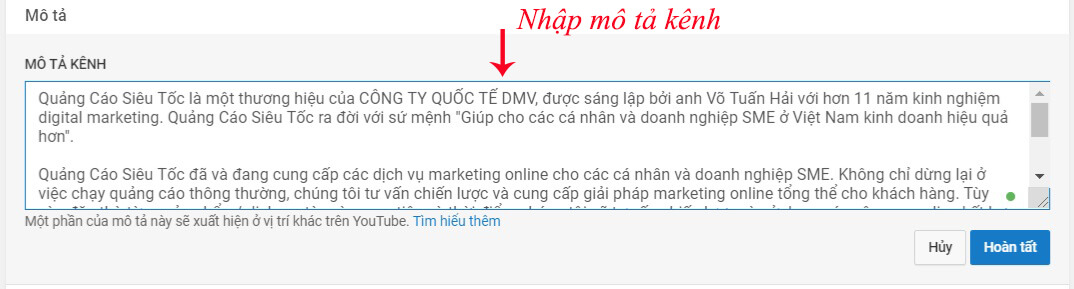 Mô tả
Nhập mô tả kênh
MÔ TẢ KÊNH
Quảng Cáo Siêu Tốc là một thương hiệu của CÔNG TY QUỐC TẾ DMV, được sáng lập bởi anh Võ Tuấn Hải với hơn 11 năm kinh nghiệm
digital marketing. Quảng Cáo Siêu Tốc ra đời với sứ mệnh "Giúp cho các cá nhân và doanh nghiệp SME ở Việt Nam kinh doanh hiệu quả
hơn".
Quảng Cáo Siêu Tốc đã và đang cung cấp các dịch vụ marketing online cho các cá nhân và doanh nghiệp SME. Không chỉ dừng lại ở
việc chạy quảng cáo thông thường, chúng tôi tư vấn chiến lược và cung cấp giải pháp marketing online tổng thể cho khách hàng. Tùy
Một phần của mô tả này sẽ xuất hiện ở vị trí khác trên YouTube. Tìm hiểu thêm
Hủy
Hoàn tất